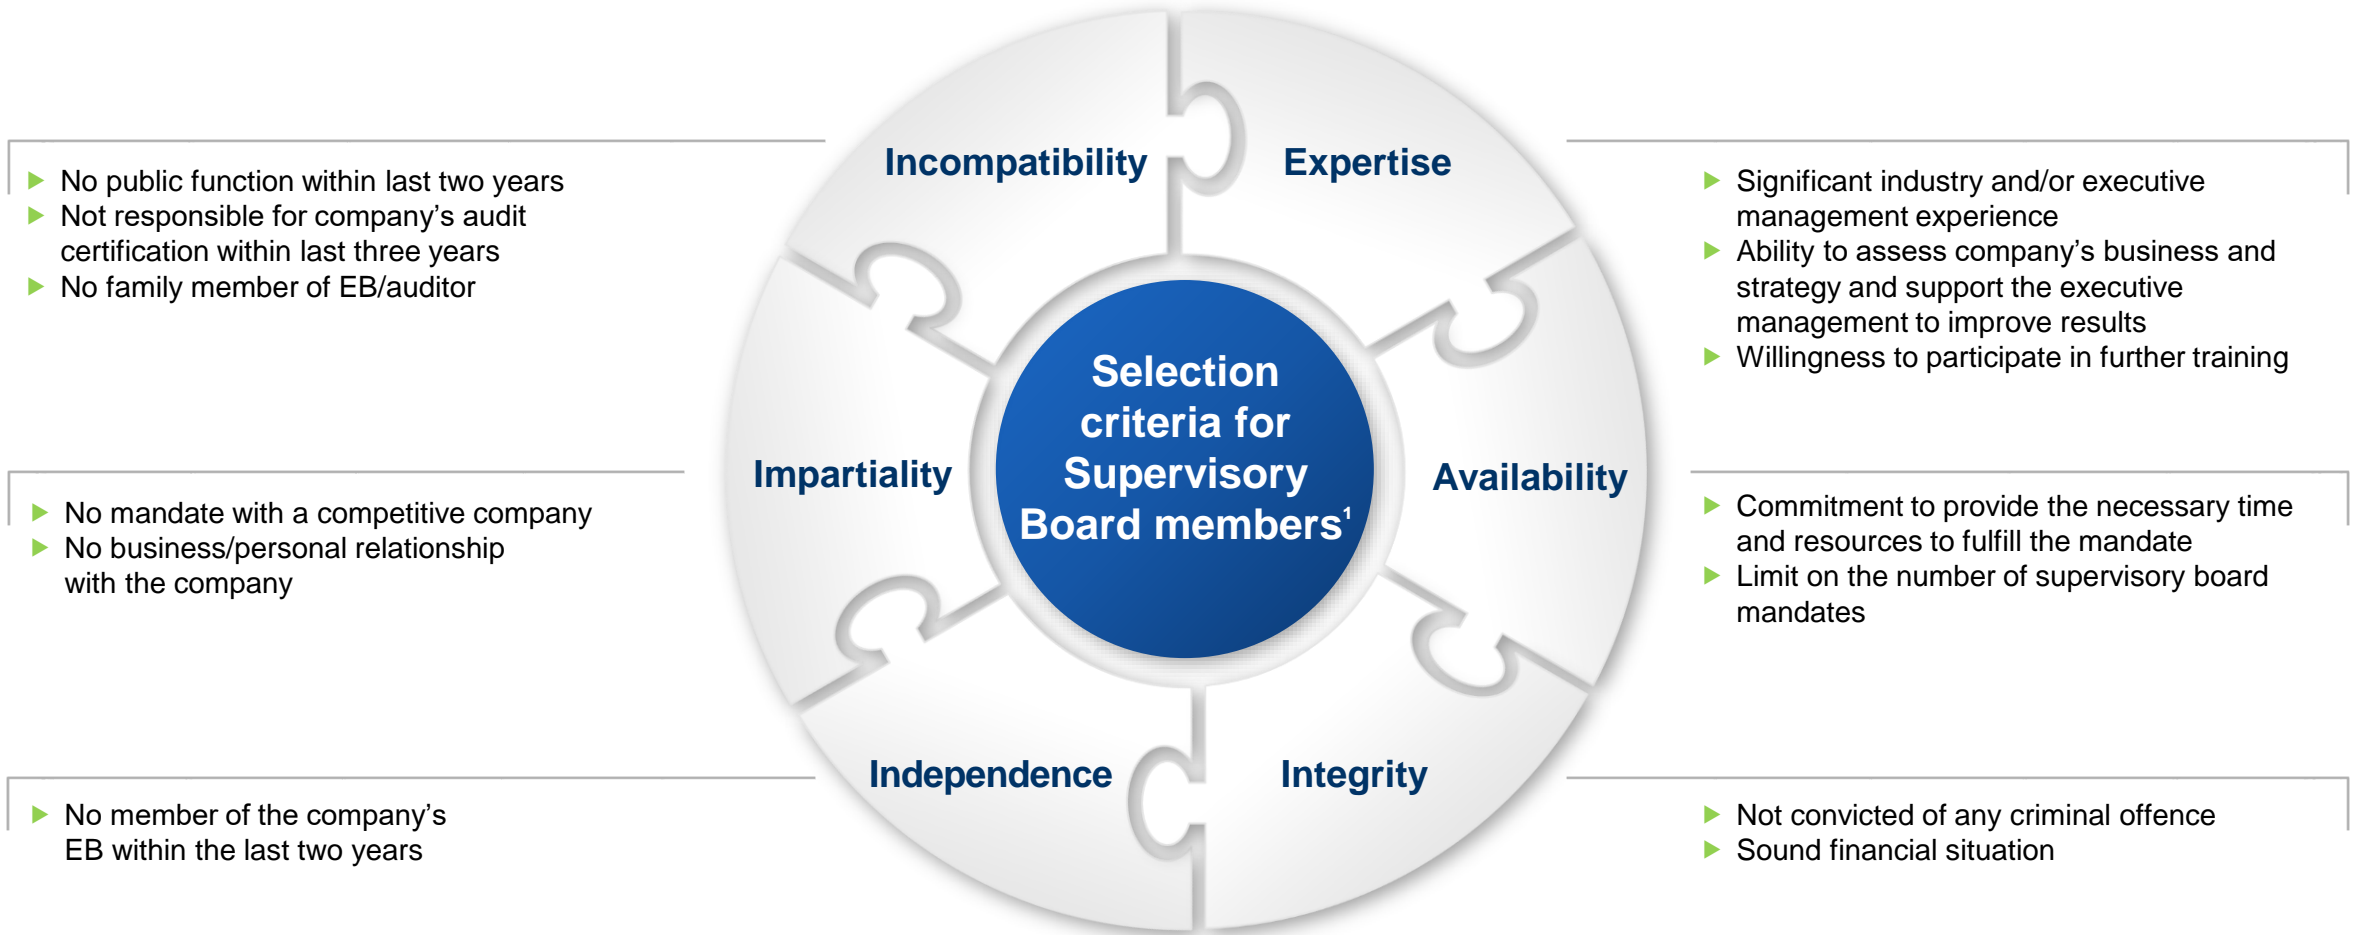 Incompatibility
Expertise
▶ No public function within last two years
▶ Not responsible for company’s audit
certification within last three years
▶ No family member of EB/auditor
▶ Significant industry and/or executive
management experience
▶ Ability to assess company’s business and
strategy and support the executive
management to improve results
▶ Willingness to participate in further training
Selection
criteria for
Supervisory
Board members¹
Impartiality
Availability
▶ No mandate with a competitive company
▶ No business/personal relationship
with the company
▶ Commitment to provide the necessary time
and resources to fulfill the mandate
▶ Limit on the number of supervisory board
mandates
Independence
Integrity
▶ No member of the company’s
EB within the last two years
▶ Not convicted of any criminal offence
▶ Sound financial situation